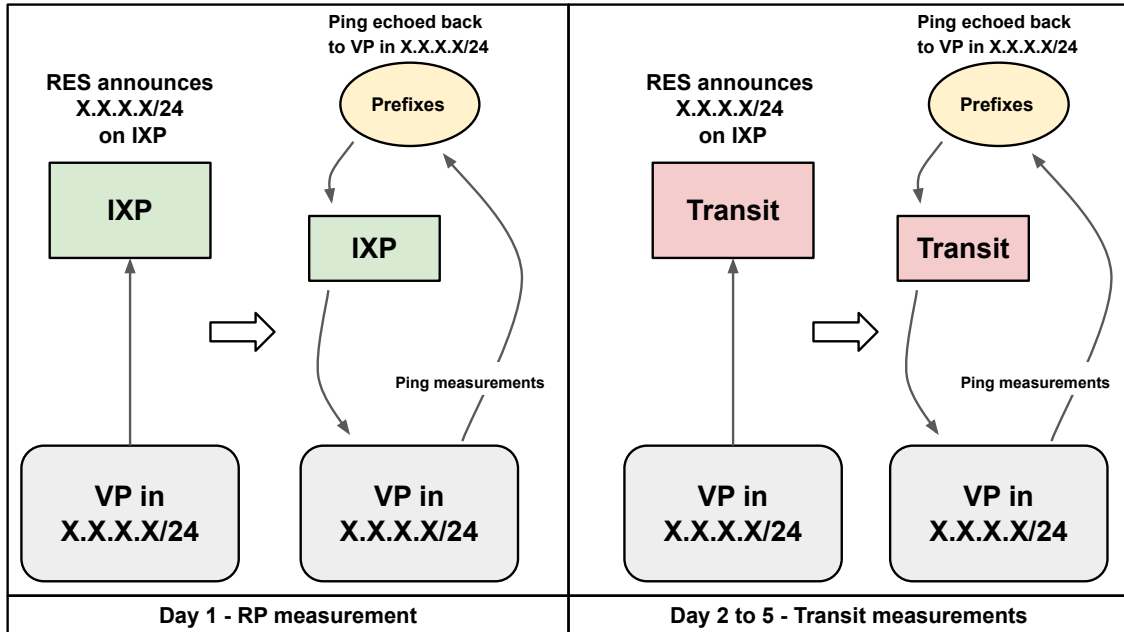 RES announces
X.X.X.X/24
on IXP
IXP
VP in
X.X.X.X/24
Ping echoed back
to VP in X.X.X.X/24
Prefixes
IXP
Ping measurements
VP in
X.X.X.X/24
Day 1 - RP measurement
RES announces
X.X.X.X/24
on IXP
Transit
VP in
X.X.X.X/24
Ping echoed back
to VP in X.X.X.X/24
Prefixes
Transit
Ping measurements
VP in
X.X.X.X/24
Day 2 to 5 - Transit measurements